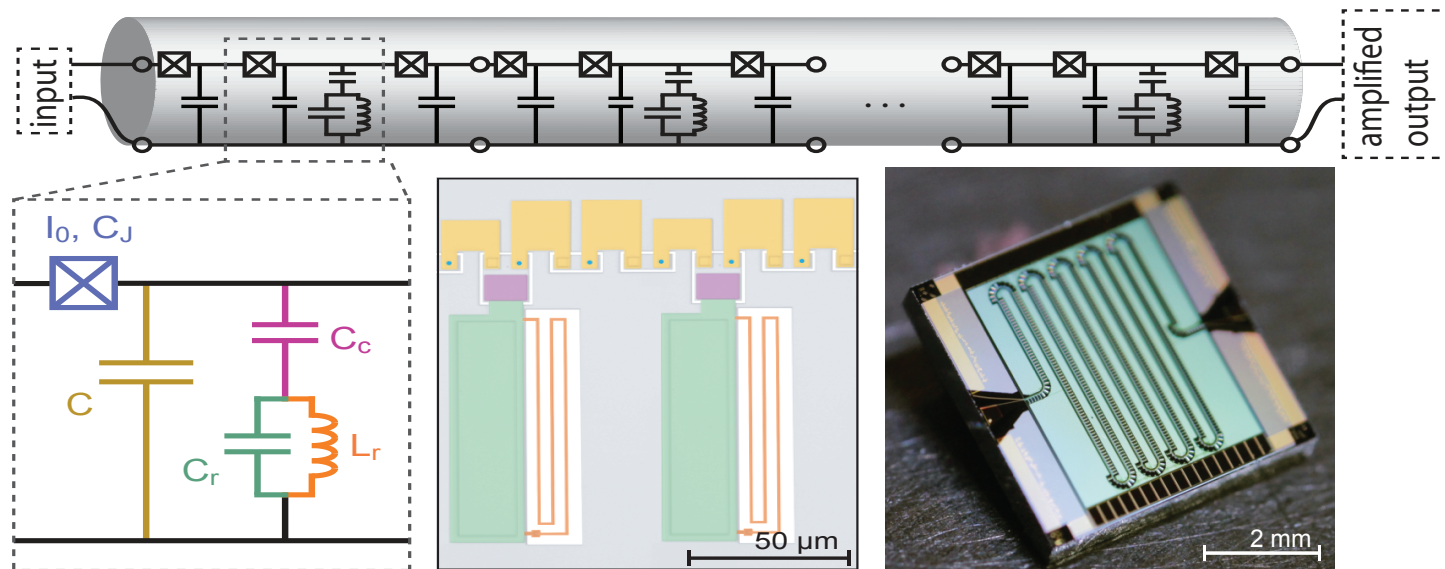 input
amplified
output
. . .
I0, CJ
Cc
C
Cr
Lr
50 μm
2 mm